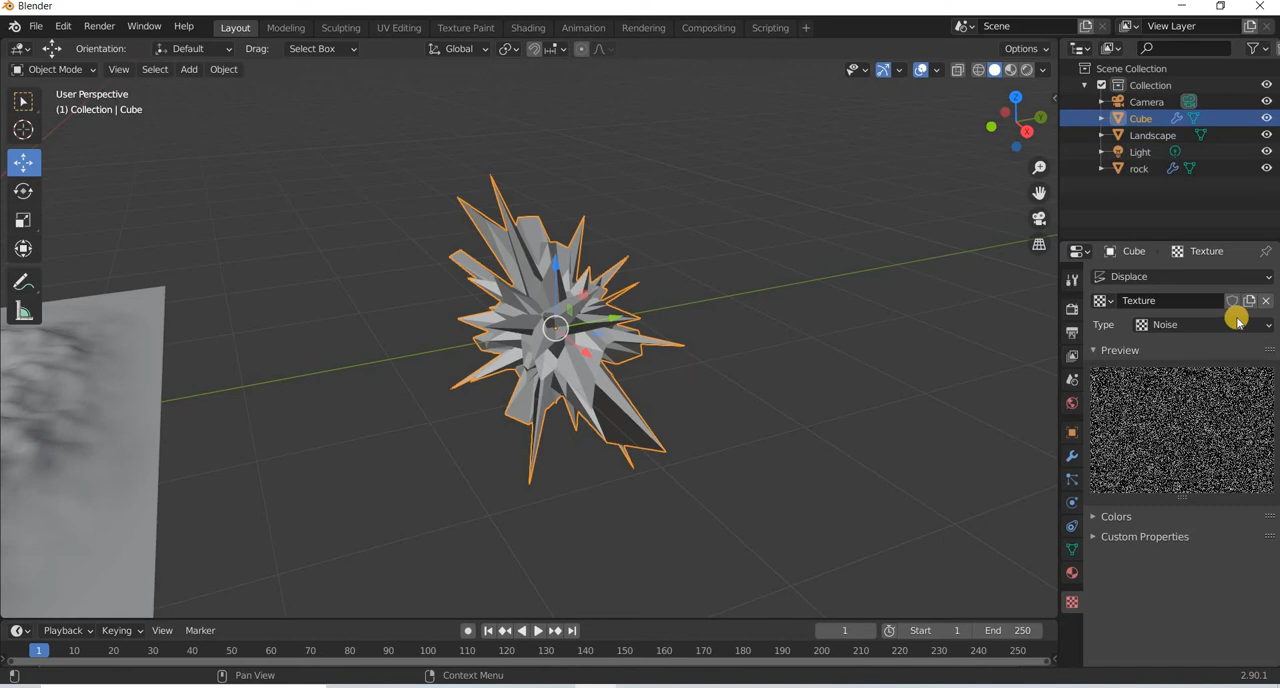 Blender
File Edit Render Window Help Layout Modeling Sculpting UV Editing Texture Paint Shading Animation Rendering Compositing Scripting + Scene View Layer
Orientation: Default Drag: Select Box Global Options
Object Mode View Select Add Object
User Perspective
(1) Collection | Cube
Z
Y
X
Scene Collection
Collection
Camera
Cube
Landscape
Light
rock
Cube Texture
Displace
Texture
Type Noise
Preview
Colors
Custom Properties
Playback Keying View Marker 1 Start 1 End 250
1 10 20 30 40 50 60 70 80 90 100 110 120 130 140 150 160 170 180 190 200 210 220 230 240 250
Pan View Context Menu 2.90.1